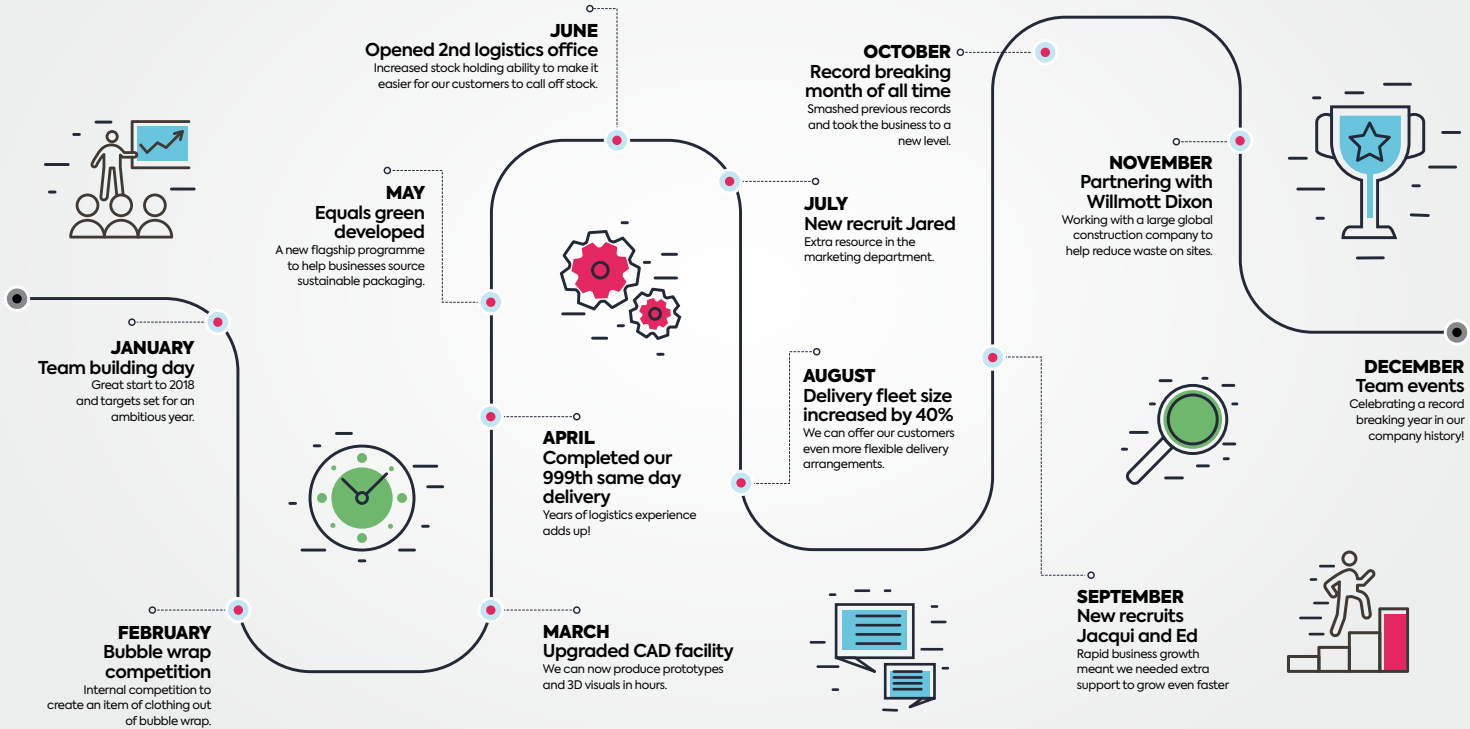 JANUARY
Team building day
Great start to 2018
and targets set for an
ambitious year.
FEBRUARY
Bubble wrap
competition
Internal competition to
create an item of clothing out
of bubble wrap.
MARCH
Upgraded CAD facility
We can now produce prototypes
and 3D visuals in hours.
APRIL
Completed our
999th same day
delivery
Years of logistics experience
adds up!
MAY
Equals green
developed
A new flagship programme
to help businesses source
sustainable packaging.
JUNE
Opened 2nd logistics office
Increased stock holding ability to make it
easier for our customers to call off stock.
JULY
New recruit Jared
Extra resource in the
marketing department.
AUGUST
Delivery fleet size
increased by 40%
We can offer our customers
even more flexible delivery
arrangements.
SEPTEMBER
New recruits
Jacqui and Ed
Rapid business growth
meant we needed extra
support to grow even faster
OCTOBER
Record breaking
month of all time
Smashed previous records
and took the business to a
new level.
NOVEMBER
Partnering with
Willmott Dixon
Working with a large global
construction company to
help reduce waste on sites.
DECEMBER
Team events
Celebrating a record
breaking year in our
company history!